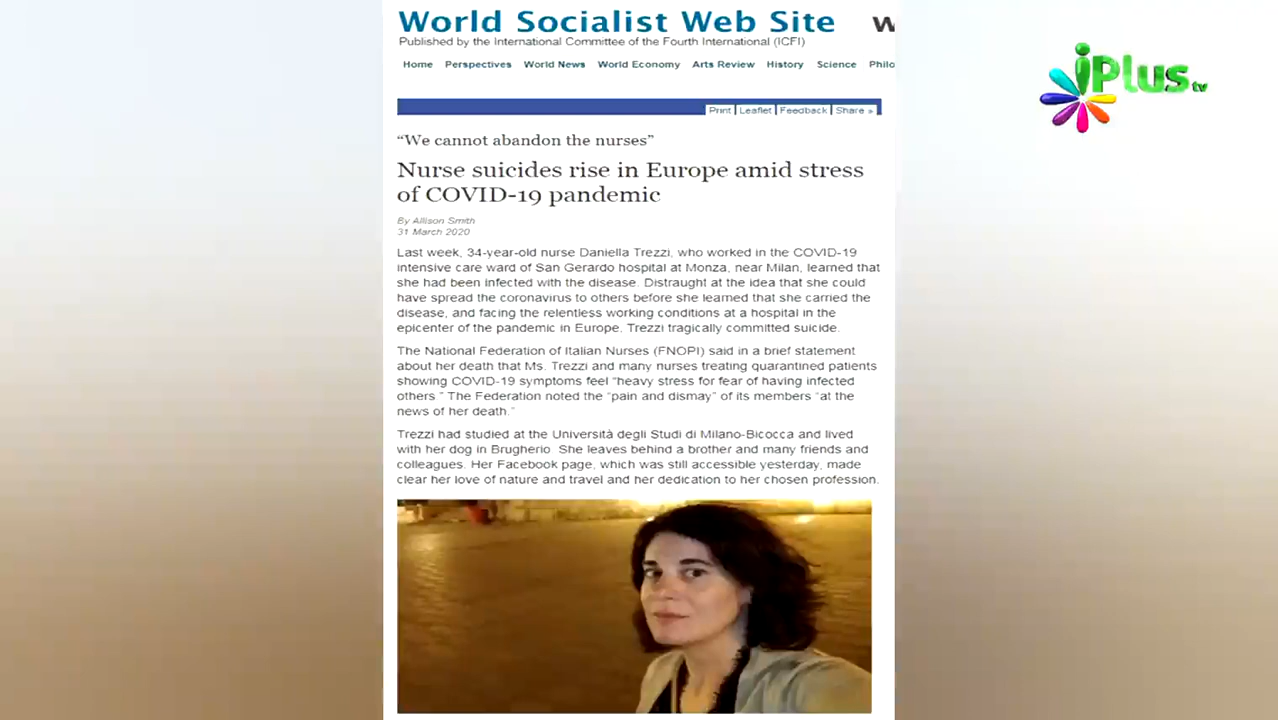 World Socialist Web Site
Published by the International Committee of the Fourth International (ICFI)
Home Perspectives World News World Economy Arts Review History Science Philo
iPlus tv
Print Leaflet Feedback Share »
“We cannot abandon the nurses”
Nurse suicides rise in Europe amid stress
of COVID-19 pandemic
By Allison Smith
31 March 2020
Last week, 34-year-old nurse Daniella Trezzi, who worked in the COVID-19
intensive care ward of San Gerardo hospital at Monza, near Milan, learned that
she had been infected with the disease. Distraught at the idea that she could
have spread the coronavirus to others before she learned that she carried the
disease, and facing the relentless working conditions at a hospital in the
epicenter of the pandemic in Europe, Trezzi tragically committed suicide.
The National Federation of Italian Nurses (FNOPI) said in a brief statement
about her death that Ms. Trezzi and many nurses treating quarantined patients
showing COVID-19 symptoms feel “heavy stress for fear of having infected
others.” The Federation noted the “pain and dismay” of its members “at the
news of her death.”
Trezzi had studied at the Università degli Studi di Milano-Bicocca and lived
with her dog in Brugherio. She leaves behind a brother and many friends and
colleagues. Her Facebook page, which was still accessible yesterday, made
clear her love of nature and travel and her dedication to her chosen profession.